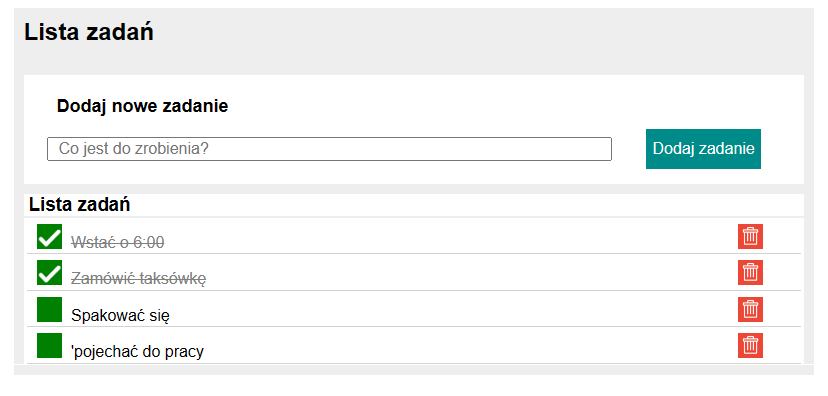 Lista zadań
Dodaj nowe zadanie
Co jest do zrobienia?
Dodaj zadanie
Lista zadań
Wstać o 6:00
Zamówić taksówkę
Spakować się
'pojechać do pracy